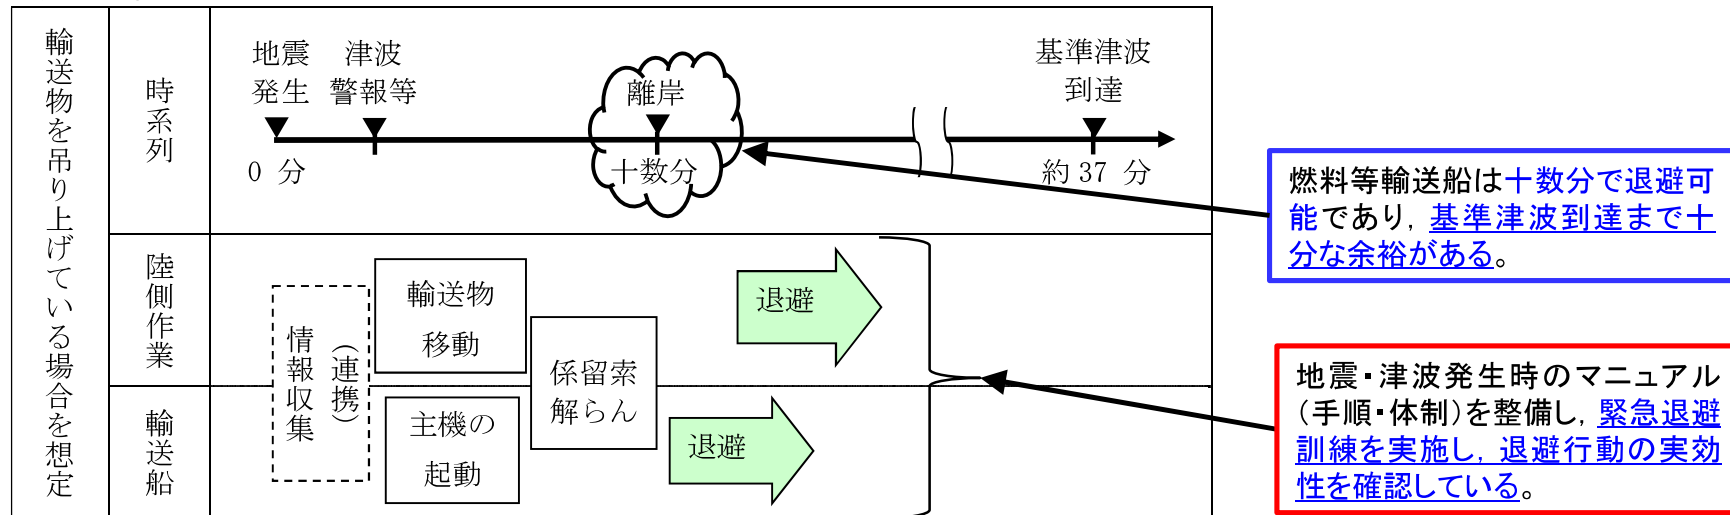 輸送物を吊り上げている場合を想定
時系列
地震
発生
津波
警報等
離岸
基準津波
到達
0 分
十数分
約 37 分
陸側作業
輸送船
情報収集
（連携）
輸送物
移動
主機の
起動
係留索
解らん
退避
退避
燃料等輸送船は十数分で退避可
能であり，基準津波到達まで十
分な余裕がある。
地震・津波発生時のマニュアル
（手順・体制）を整備し，緊急退避
訓練を実施し，退避行動の実効
性を確認している。